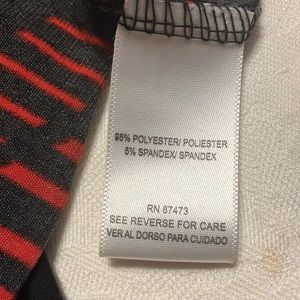 95% POLYESTER/ POLIESTER
5% SPANDEX/ SPANDEX
RN 67473
SEE REVERSE FOR CARE
VER AL DORSO PARA CUIDADO